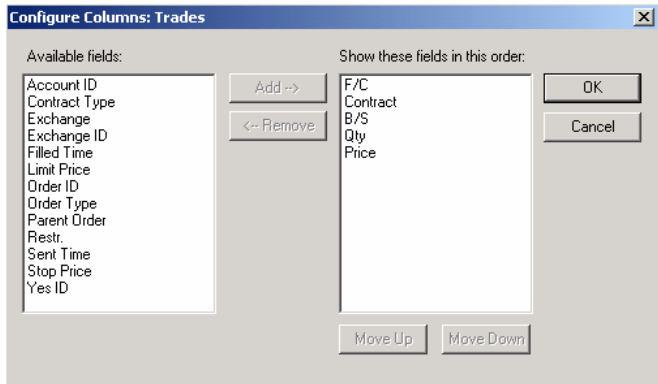 Configure Columns: Trades
Available fields:
Account ID
Contract Type
Exchange
Exchange ID
Filled Time
Limit Price
Order ID
Order Type
Parent Order
Restr.
Sent Time
Stop Price
Yes ID
Add -->
<-- Remove
Show these fields in this order:
F/C
Contract
B/S
Qty
Price
Move Up
Move Down
OK
Cancel